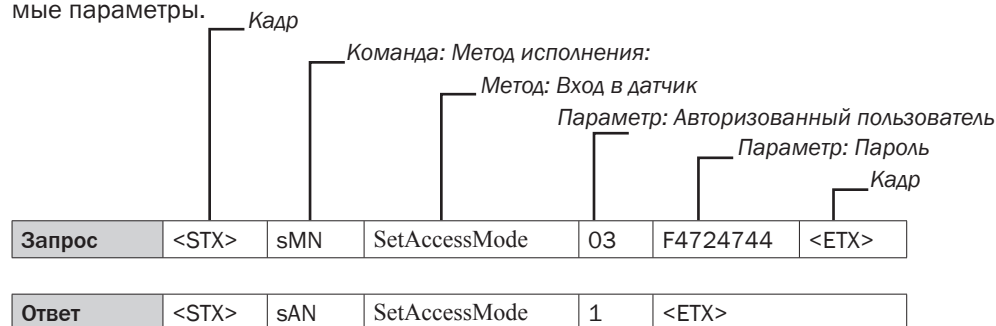 мые параметры.
Кадр
Команда: Метод исполнения:
Метод: Вход в датчик
Параметр: Авторизованный пользователь
Параметр: Пароль
Кадр
Запрос <STX> sMN SetAccessMode 03 F4724744 <ETX>
Ответ <STX> sAN SetAccessMode 1 <ETX>